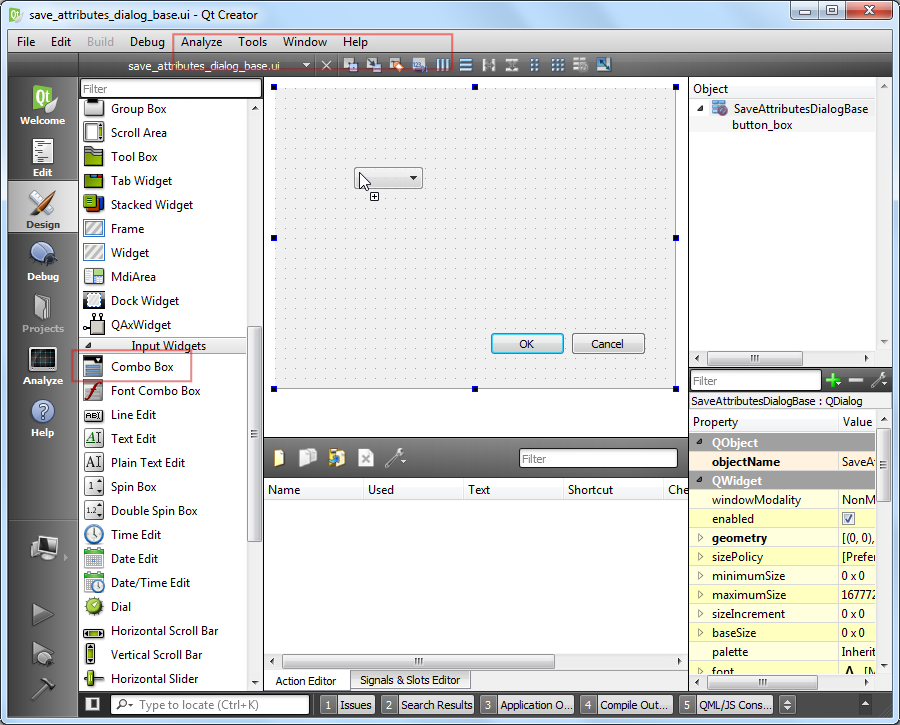 save_attributes_dialog_base.ui - Qt Creator
File Edit Build Debug Analyze Tools Window Help
save_attributes_dialog_base.ui
Welcome
Edit
Design
Debug
Projects
Analyze
Help
Filter
Group Box
Scroll Area
Tool Box
Tab Widget
Stacked Widget
Frame
Widget
MdiArea
Dock Widget
QAxWidget
Input Widgets
Combo Box
Font Combo Box
Line Edit
Text Edit
Plain Text Edit
Spin Box
Double Spin Box
Time Edit
Date Edit
Date/Time Edit
Dial
Horizontal Scroll Bar
Vertical Scroll Bar
Horizontal Slider
OK Cancel
Filter
Name Used Text Shortcut Che
Action Editor Signals & Slots Editor
Object
SaveAttributesDialogBase
button_box
Filter
SaveAttributesDialogBase : QDialog
Property Value
QObject
objectName SaveAt
QWidget
windowModality NonM
enabled
geometry [(0, 0),
sizePolicy [Prefer
minimumSize 0 x 0
maximumSize 167772
sizeIncrement 0 x 0
baseSize 0 x 0
palette Inherit
font A [M
Type to locate (Ctrl+K) 1 Issues 2 Search Results 3 Application O... 4 Compile Out... 5 QML/JS Cons...